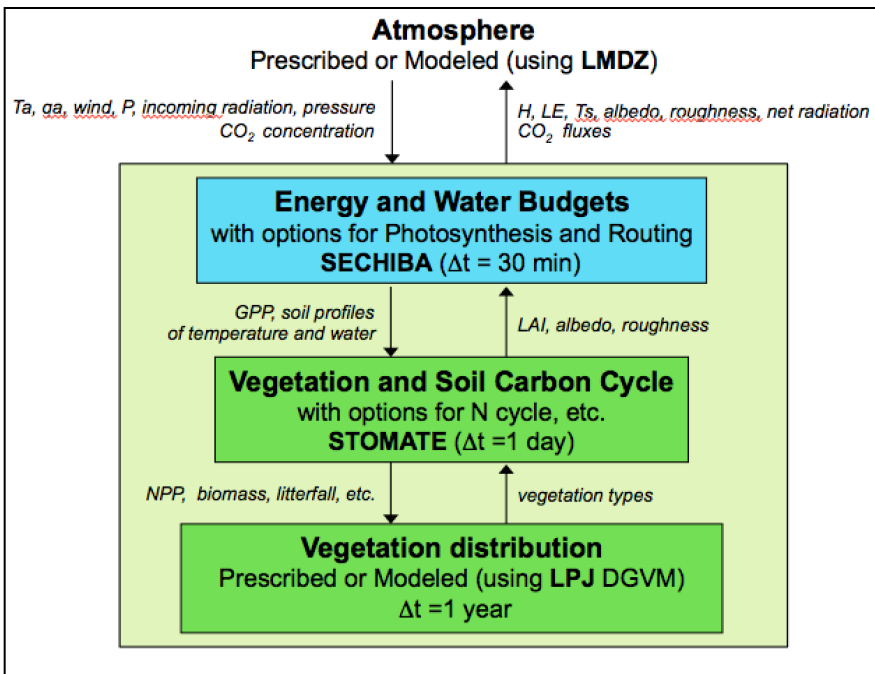 Atmosphere
Prescribed or Modeled (using LMDZ)
Ta, qa, wind, P, incoming radiation, pressure
CO₂ concentration
H, LE, Ts, albedo, roughness, net radiation
CO₂ fluxes
Energy and Water Budgets
with options for Photosynthesis and Routing
SECHIBA (Δt = 30 min)
GPP, soil profiles
of temperature and water
LAI, albedo, roughness
Vegetation and Soil Carbon Cycle
with options for N cycle, etc.
STOMATE (Δt =1 day)
NPP, biomass, litterfall, etc.
vegetation types
Vegetation distribution
Prescribed or Modeled (using LPJ DGVM)
Δt =1 year